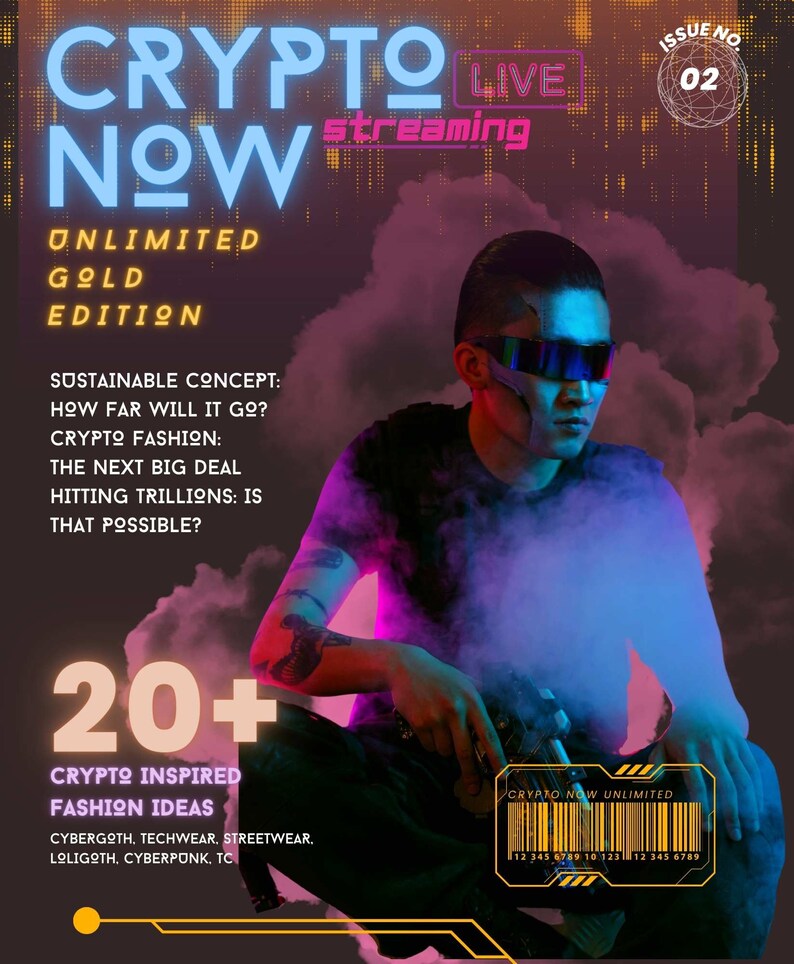 CRYPTO
LIVE
streaming
NOW
ISSUE NO.
02
UNLIMITED
GOLD
EDITION
SUSTAINABLE CONCEPT:
HOW FAR WILL IT GO?
CRYPTO FASHION:
THE NEXT BIG DEAL
HITTING TRILLIONS: IS
THAT POSSIBLE?
20+
CRYPTO INSPIRED
FASHION IDEAS
CYBERGOTH, TECHWEAR, STREETWEAR,
LOLIGOTH, CYBERPUNK, TC
CRYPTO NOW UNLIMITED
12 345 6789 10 123 12 345 6789